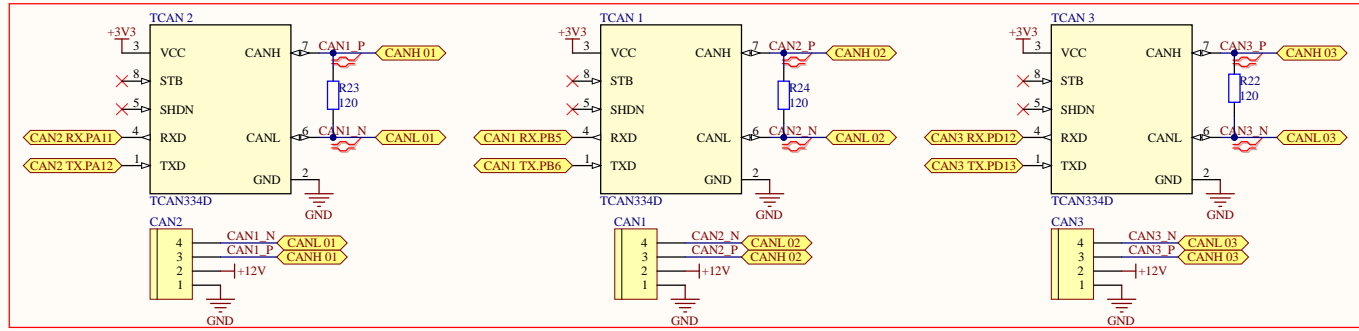 TCAN 2
+3V3
3 VCC CANH 7 CAN1_P CANH 01
8 STB
R23
120
5 SHDN
CAN2 RX.PA11 4 RXD CANL 6 CAN1_N CANL 01
CAN2 TX.PA12 1 TXD
GND 2
TCAN334D
GND
CAN2
4 CAN1_N CANL 01
3 CAN1_P CANH 01
2 +12V
1
GND
TCAN 1
+3V3
3 VCC CANH 7 CAN2_P CANH 02
8 STB
R24
120
5 SHDN
CAN1 RX.PB5 4 RXD CANL 6 CAN2_N CANL 02
CAN1 TX.PB6 1 TXD
GND 2
TCAN334D
GND
CAN1
4 CAN2_N CANL 02
3 CAN2_P CANH 02
2 +12V
1
GND
TCAN 3
+3V3
3 VCC CANH 7 CAN3_P CANH 03
8 STB
R22
120
5 SHDN
CAN3 RX.PD12 4 RXD CANL 6 CAN3_N CANL 03
CAN3 TX.PD13 1 TXD
GND 2
TCAN334D
GND
CAN3
4 CAN3_N CANL 03
3 CAN3_P CANH 03
2 +12V
1
GND